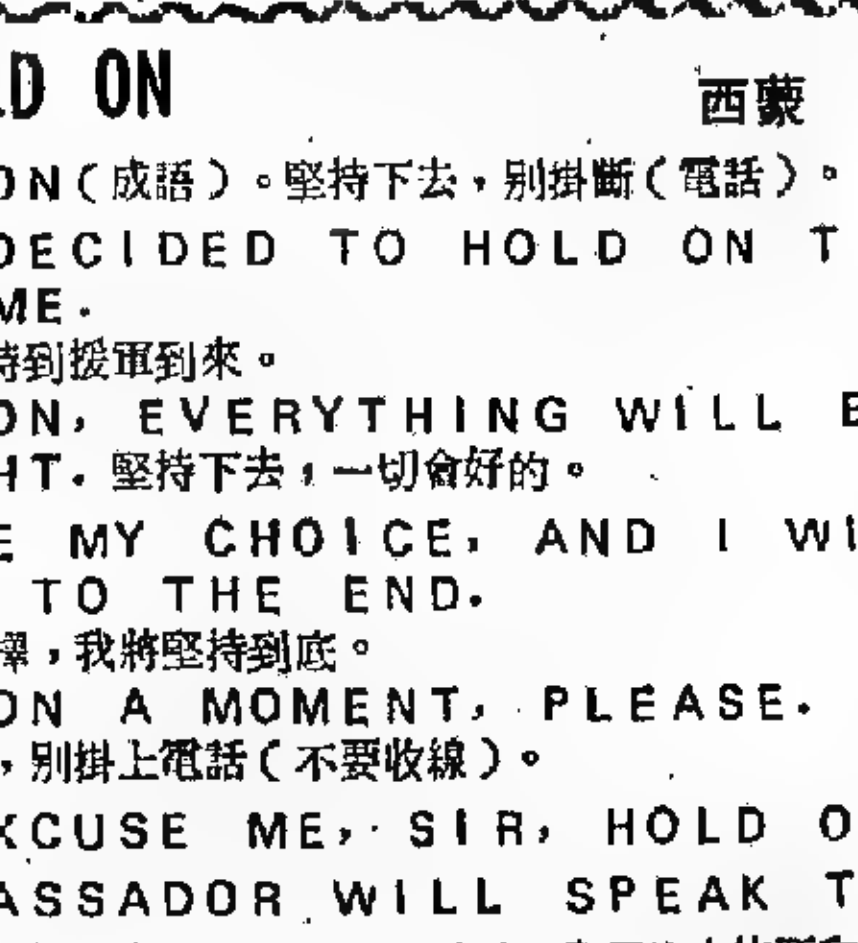 LD ON 西蒙
ON(成語)。堅持下去,別掛斷(電話)。
DECIDED TO HOLD ON T
ME.
持到援軍到來。
ON, EVERYTHING WILL B
HT. 堅持下去,一切會好的。
E MY CHOICE, AND I WI
TO THE END.
擇,我將堅持到底。
ON A MOMENT, PLEASE.
,別掛上電話(不要收線)。
XCUSE ME, SIR, HOLD O
ASSADOR WILL SPEAK T